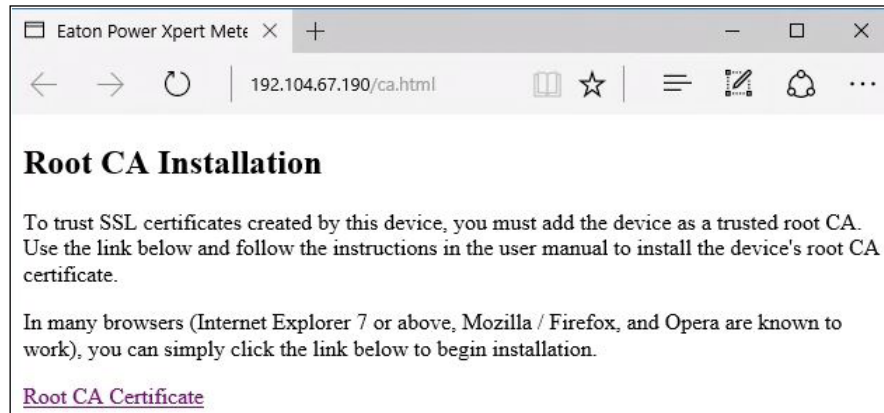 Eaton Power Xpert Mete
192.104.67.190/ca.html
Root CA Installation
To trust SSL certificates created by this device, you must add the device as a trusted root CA.
Use the link below and follow the instructions in the user manual to install the device's root CA
certificate.
In many browsers (Internet Explorer 7 or above, Mozilla / Firefox, and Opera are known to
work), you can simply click the link below to begin installation.
Root CA Certificate